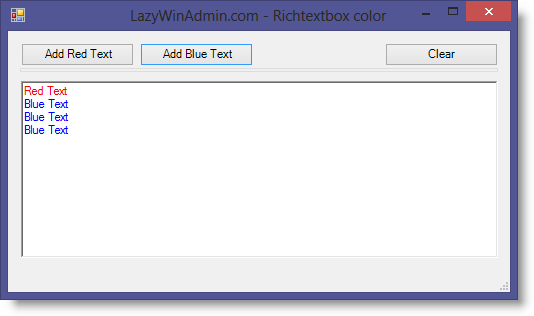 LazyWinAdmin.com - Richtextbox color
Add Red Text Add Blue Text Clear
Red Text
Blue Text
Blue Text
Blue Text